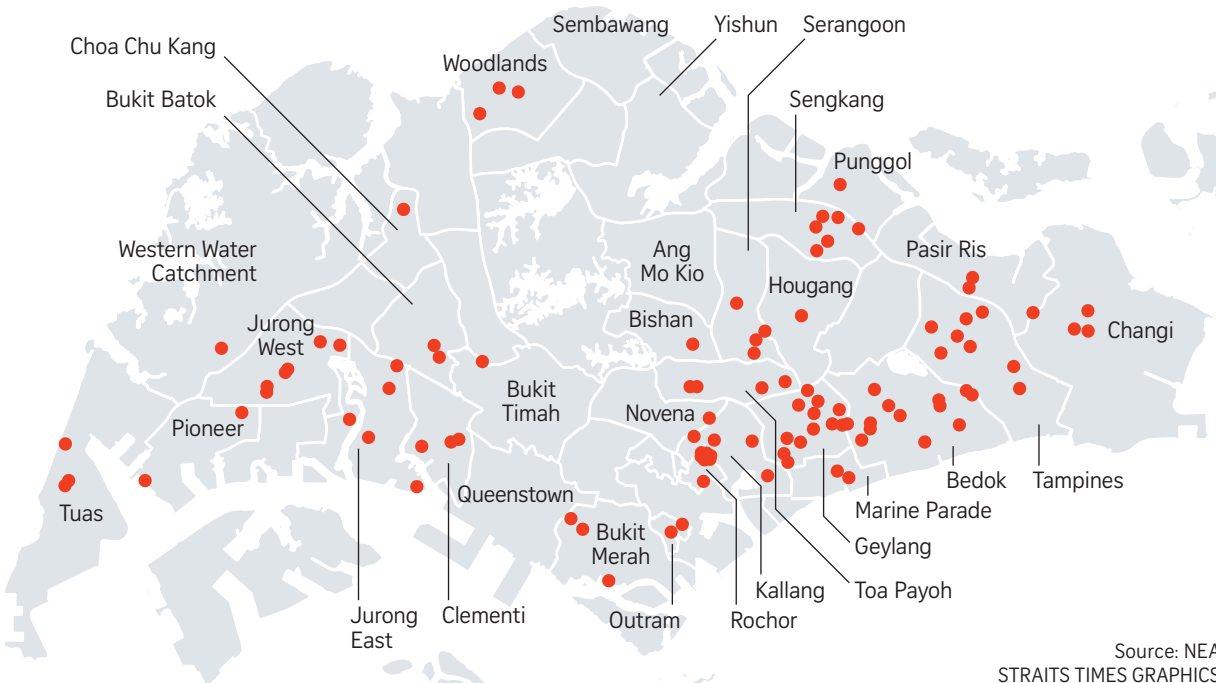 Sembawang
Yishun
Serangoon
Choa Chu Kang
Woodlands
Bukit Batok
Sengkang
Punggol
Western Water
Catchment
Ang
Mo Kio
Pasir Ris
Hougang
Jurong
West
Bishan
Changi
Bukit
Timah
Novena
Pioneer
Queenstown
Bedok
Tampines
Tuas
Marine Parade
Bukit
Merah
Geylang
Kallang
Toa Payoh
Jurong
East
Clementi
Outram
Rochor
Source: NEA
STRAITS TIMES GRAPHICS